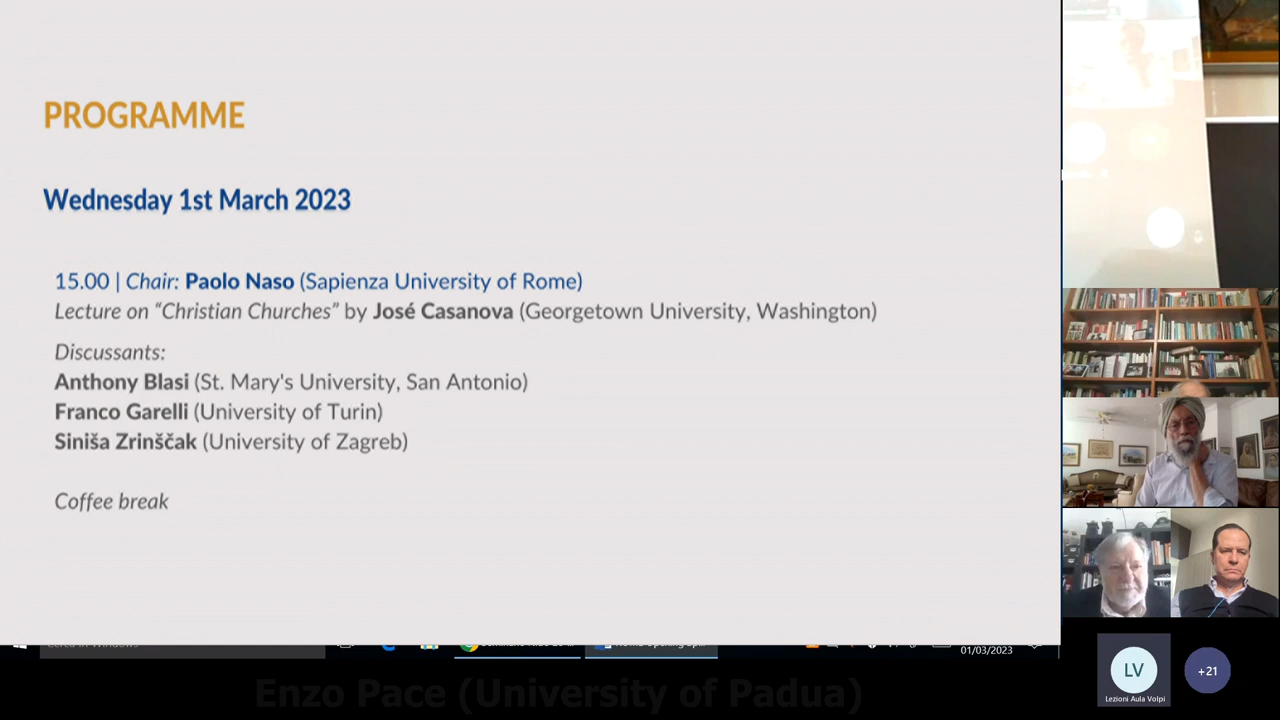 PROGRAMME
Wednesday 1st March 2023
15.00 | Chair: Paolo Naso (Sapienza University of Rome)
Lecture on “Christian Churches” by José Casanova (Georgetown University, Washington)
Discussants:
Anthony Blasi (St. Mary's University, San Antonio)
Franco Garelli (University of Turin)
Siniša Zrinščak (University of Zagreb)
Coffee break
01/03/2023
Enzo Pace (University of Padua)
LV
Lezioni Aula Volpi
+21